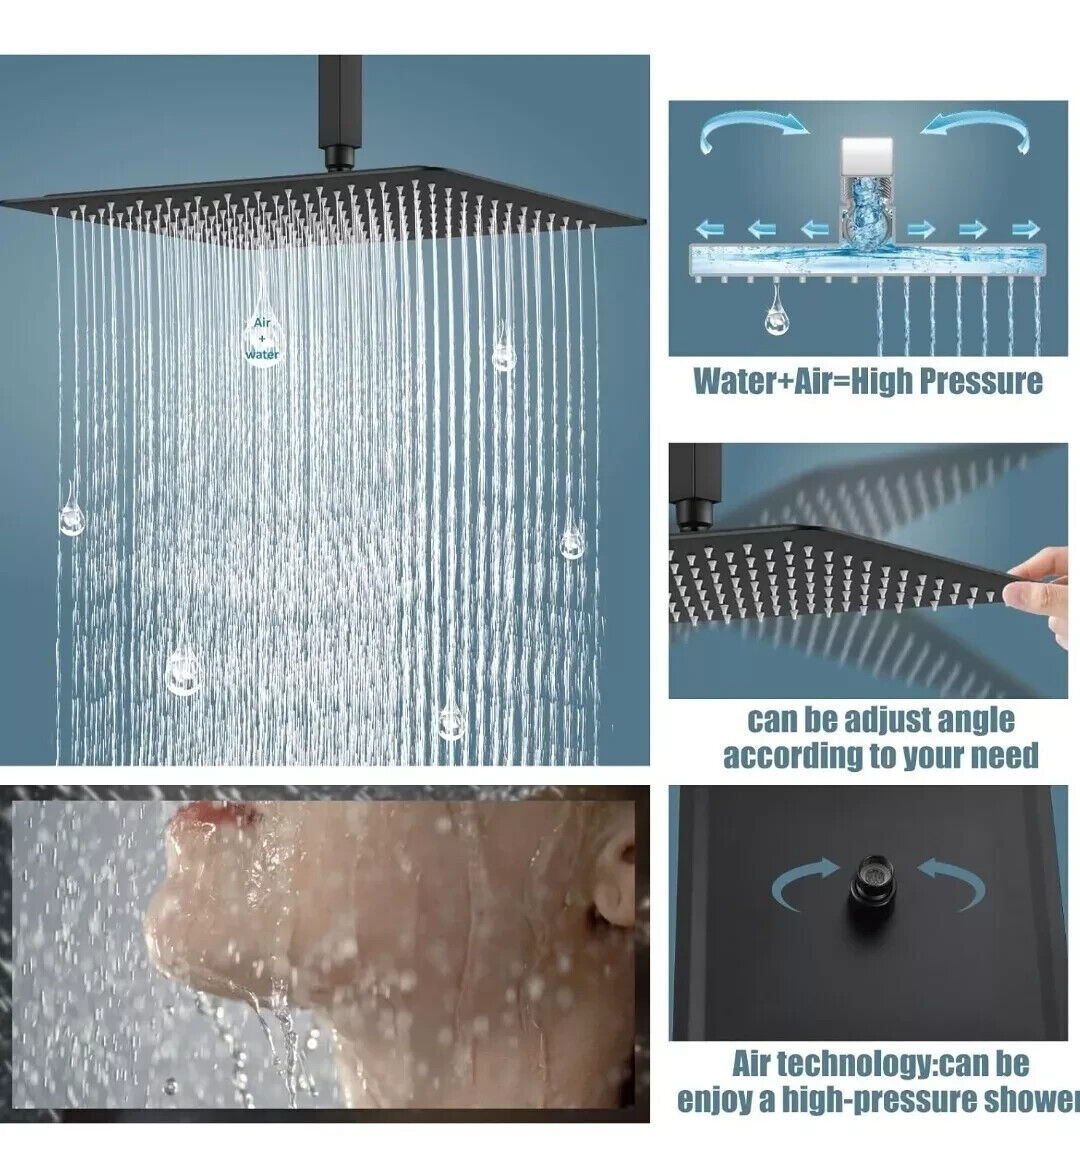 Air
+
water
Water+Air=High Pressure
can be adjust angle
according to your need
Air technology:can be
enjoy a high-pressure shower